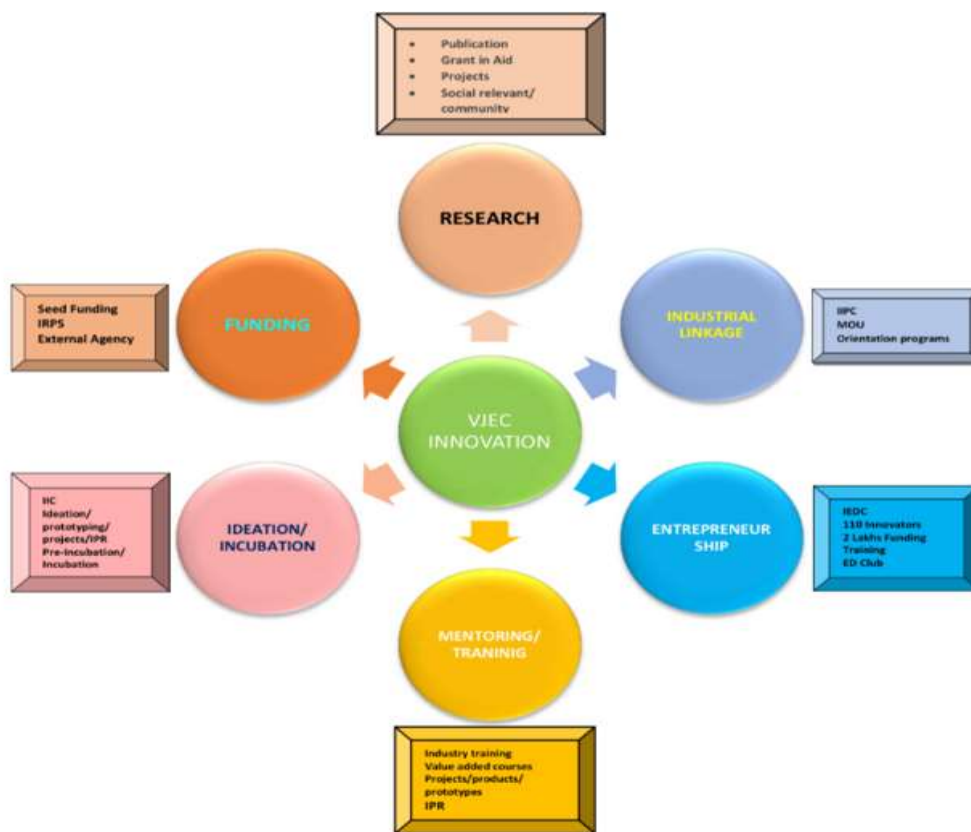 • Publication
• Grant in Aid
• Projects
• Social relevant/
community
RESEARCH
Seed Funding
IRPS
External Agency
FUNDING
INDUSTRIAL
LINKAGE
IIPC
MOU
Orientation programs
VJEC
INNOVATION
IIC
Ideation/
prototyping/
projects/IPR
Pre-Incubation/
Incubation
IDEATION/
INCUBATION
ENTREPRENEUR
SHIP
IEDC
110 Innovators
2 Lakhs Funding
Training
ED Club
MENTORING/
TRANINIG
Industry training
Value added courses
Projects/products/
prototypes
IPR